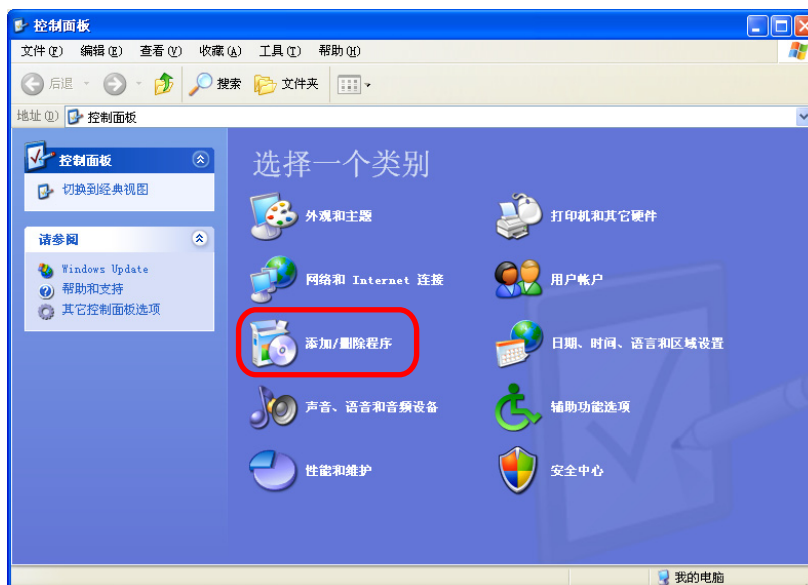 控制面板
文件(F) 编辑(E) 查看(V) 收藏(A) 工具(T) 帮助(H)
后退 搜索 文件夹
地址(D) 控制面板
控制面板
切换到经典视图
请参阅
Windows Update
帮助和支持
其它控制面板选项
选择一个类别
外观和主题 打印机和其它硬件
网络和 Internet 连接 用户帐户
添加/删除程序 日期、时间、语言和区域设置
声音、语音和音频设备 辅助功能选项
性能和维护 安全中心
我的电脑